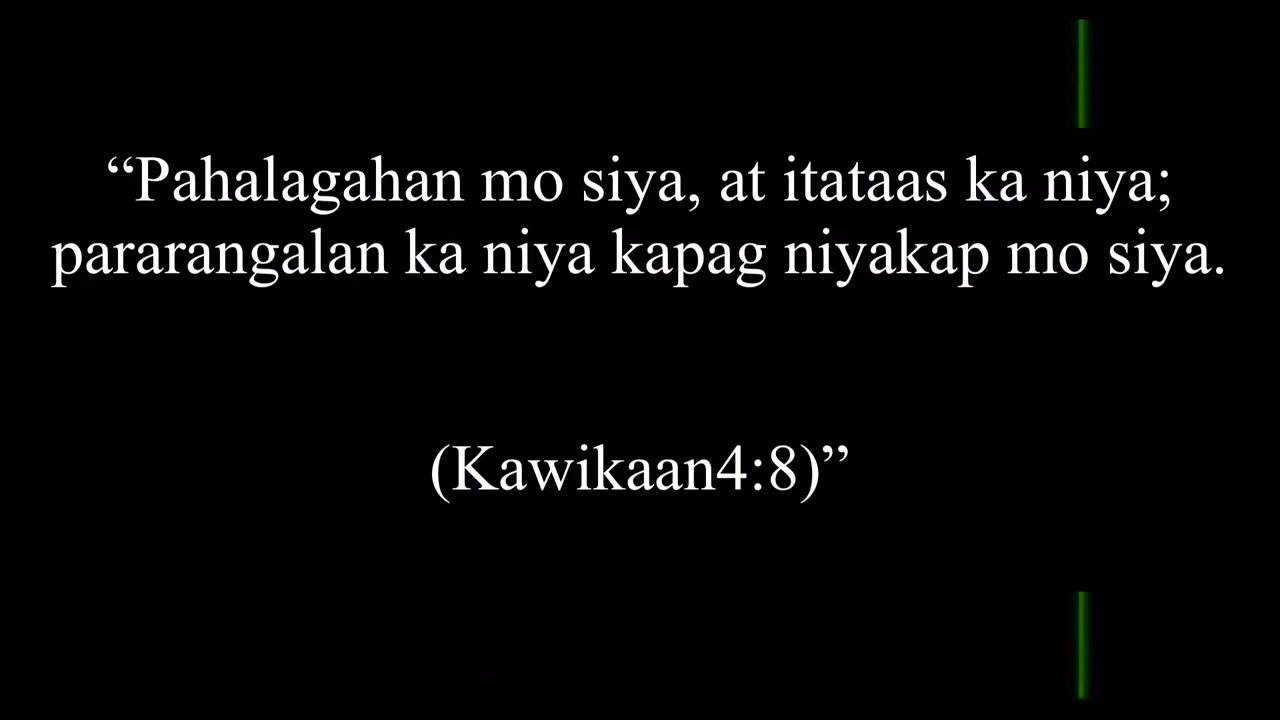 “Pahalagahan mo siya, at itataas ka niya;
pararangalan ka niya kapag niyakap mo siya.
(Kawikaan4:8)”